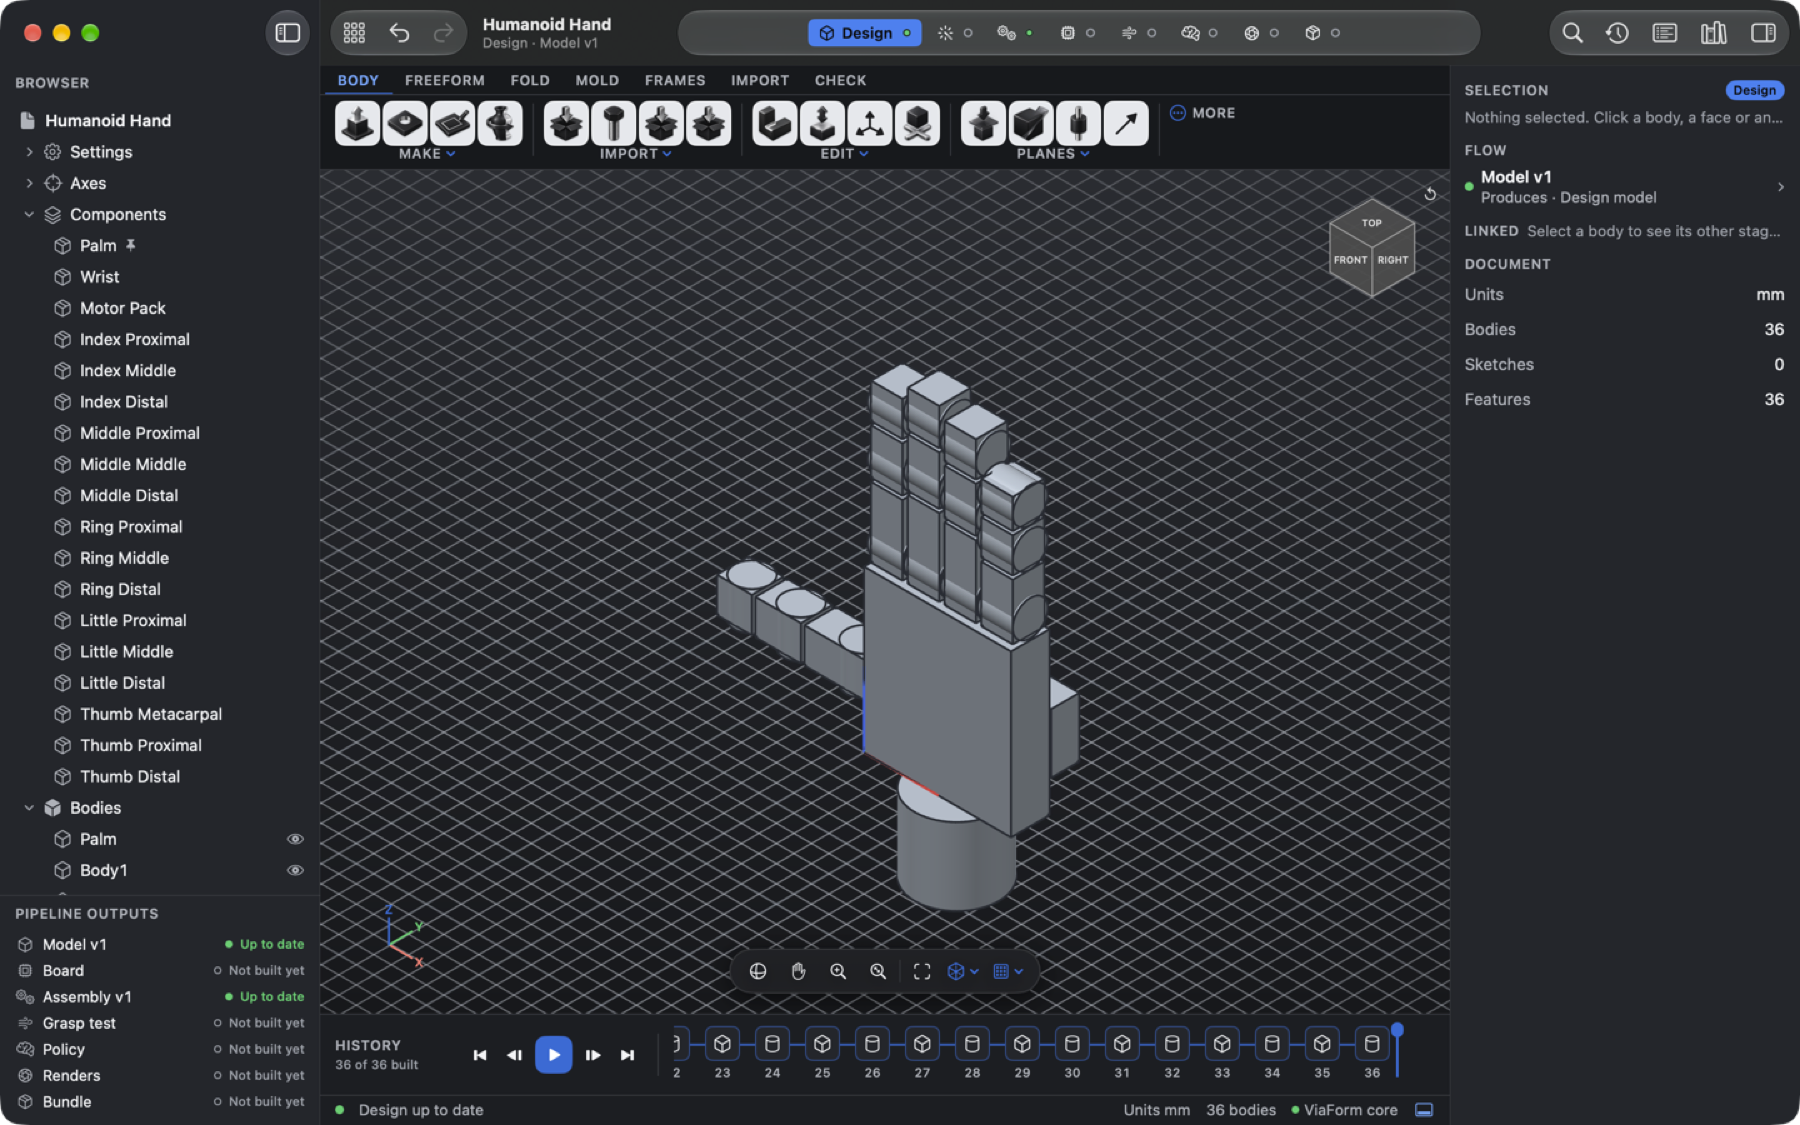 Humanoid Hand
Design · Model v1
Design
BROWSER
Humanoid Hand
Settings
Axes
Components
Palm
Wrist
Motor Pack
Index Proximal
Index Middle
Index Distal
Middle Proximal
Middle Middle
Middle Distal
Ring Proximal
Ring Middle
Ring Distal
Little Proximal
Little Middle
Little Distal
Thumb Metacarpal
Thumb Proximal
Thumb Distal
Bodies
Palm
Body1
PIPELINE OUTPUTS
Model v1 Up to date
Board Not built yet
Assembly v1 Up to date
Grasp test Not built yet
Policy Not built yet
Renders Not built yet
Bundle Not built yet
BODY FREEFORM FOLD MOLD FRAMES IMPORT CHECK
MAKE IMPORT EDIT PLANES MORE
TOP
FRONT RIGHT
Z
Y
X
HISTORY
36 of 36 built
2 23 24 25 26 27 28 29 30 31 32 33 34 35 36
Design up to date Units mm 36 bodies ViaForm core
SELECTION Design
Nothing selected. Click a body, a face or an...
FLOW
Model v1
Produces · Design model
LINKED Select a body to see its other stag...
DOCUMENT
Units mm
Bodies 36
Sketches 0
Features 36